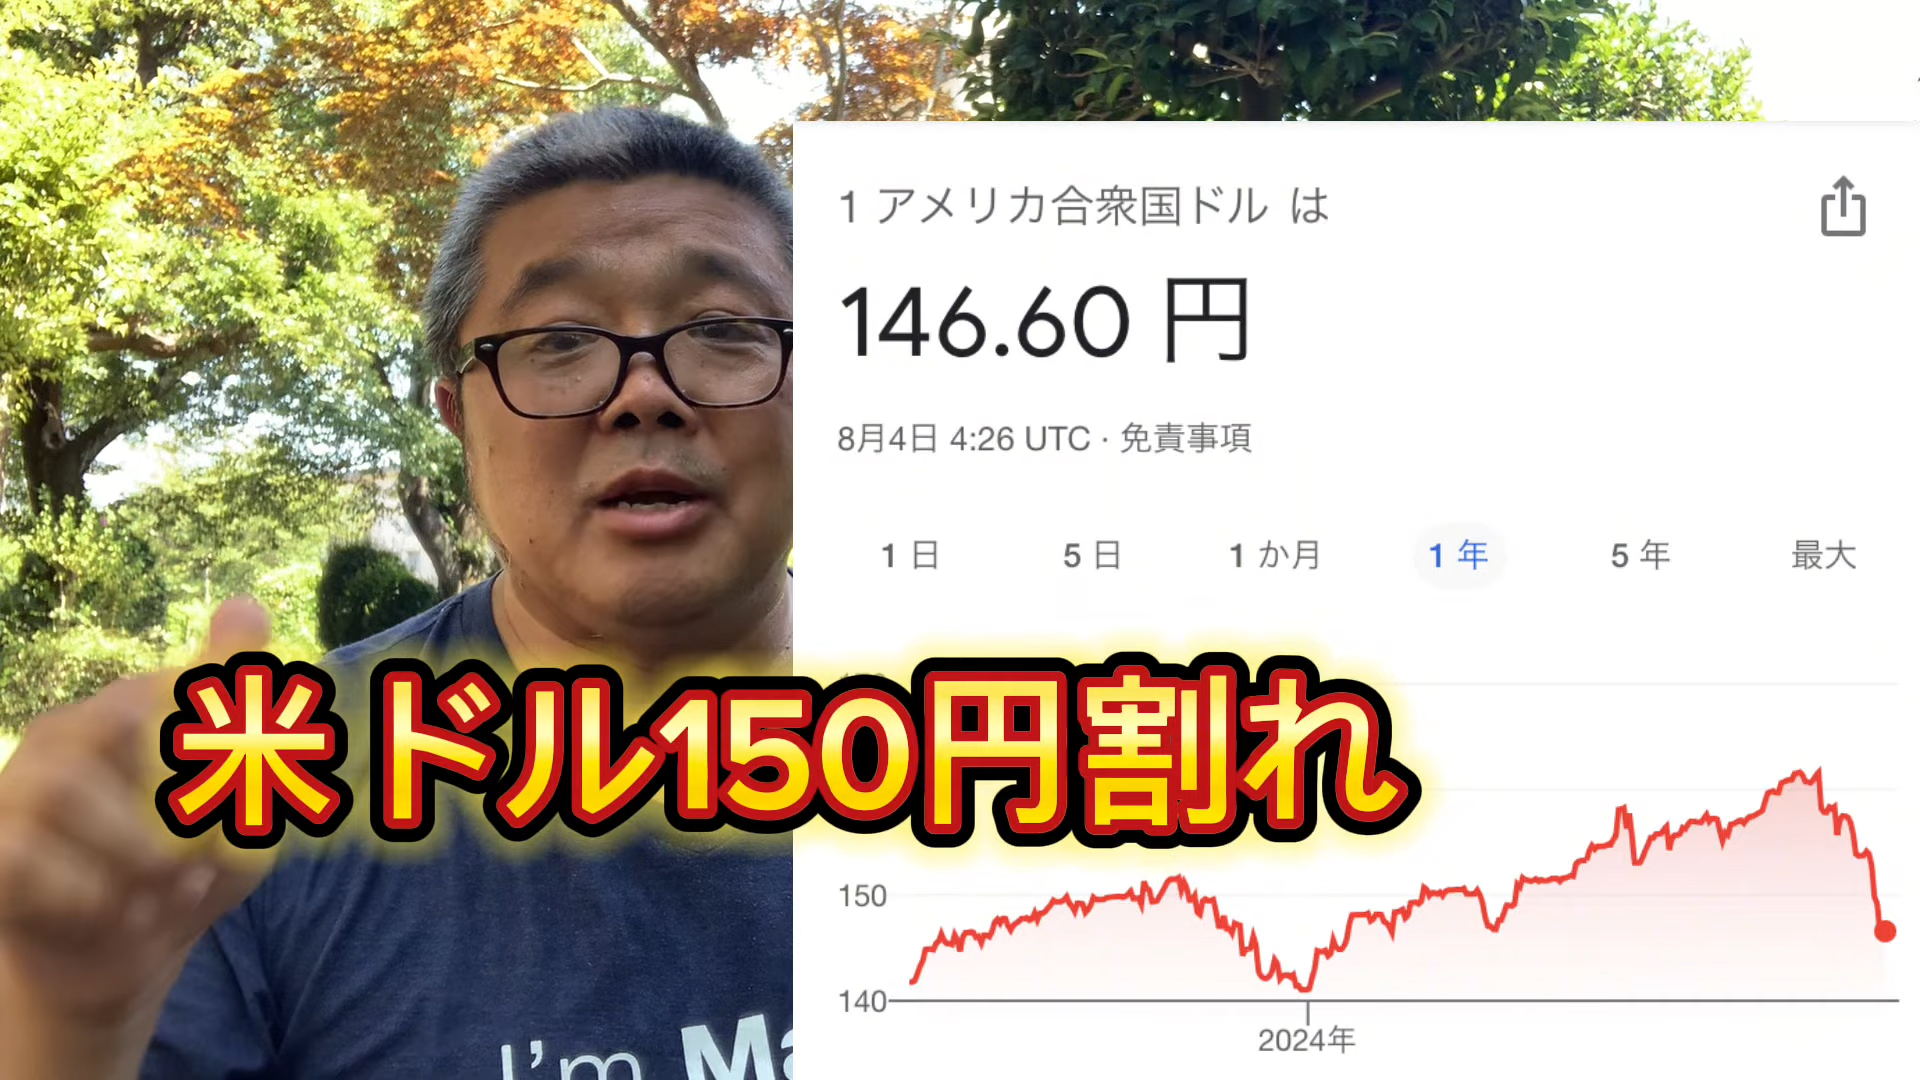 1 アメリカ合衆国ドル は
146.60 円
8月4日 4:26 UTC · 免責事項
1 日 5 日 1 か月 1 年 5 年 最大
米ドル150円割れ
150
140
2024年
I'm Ma